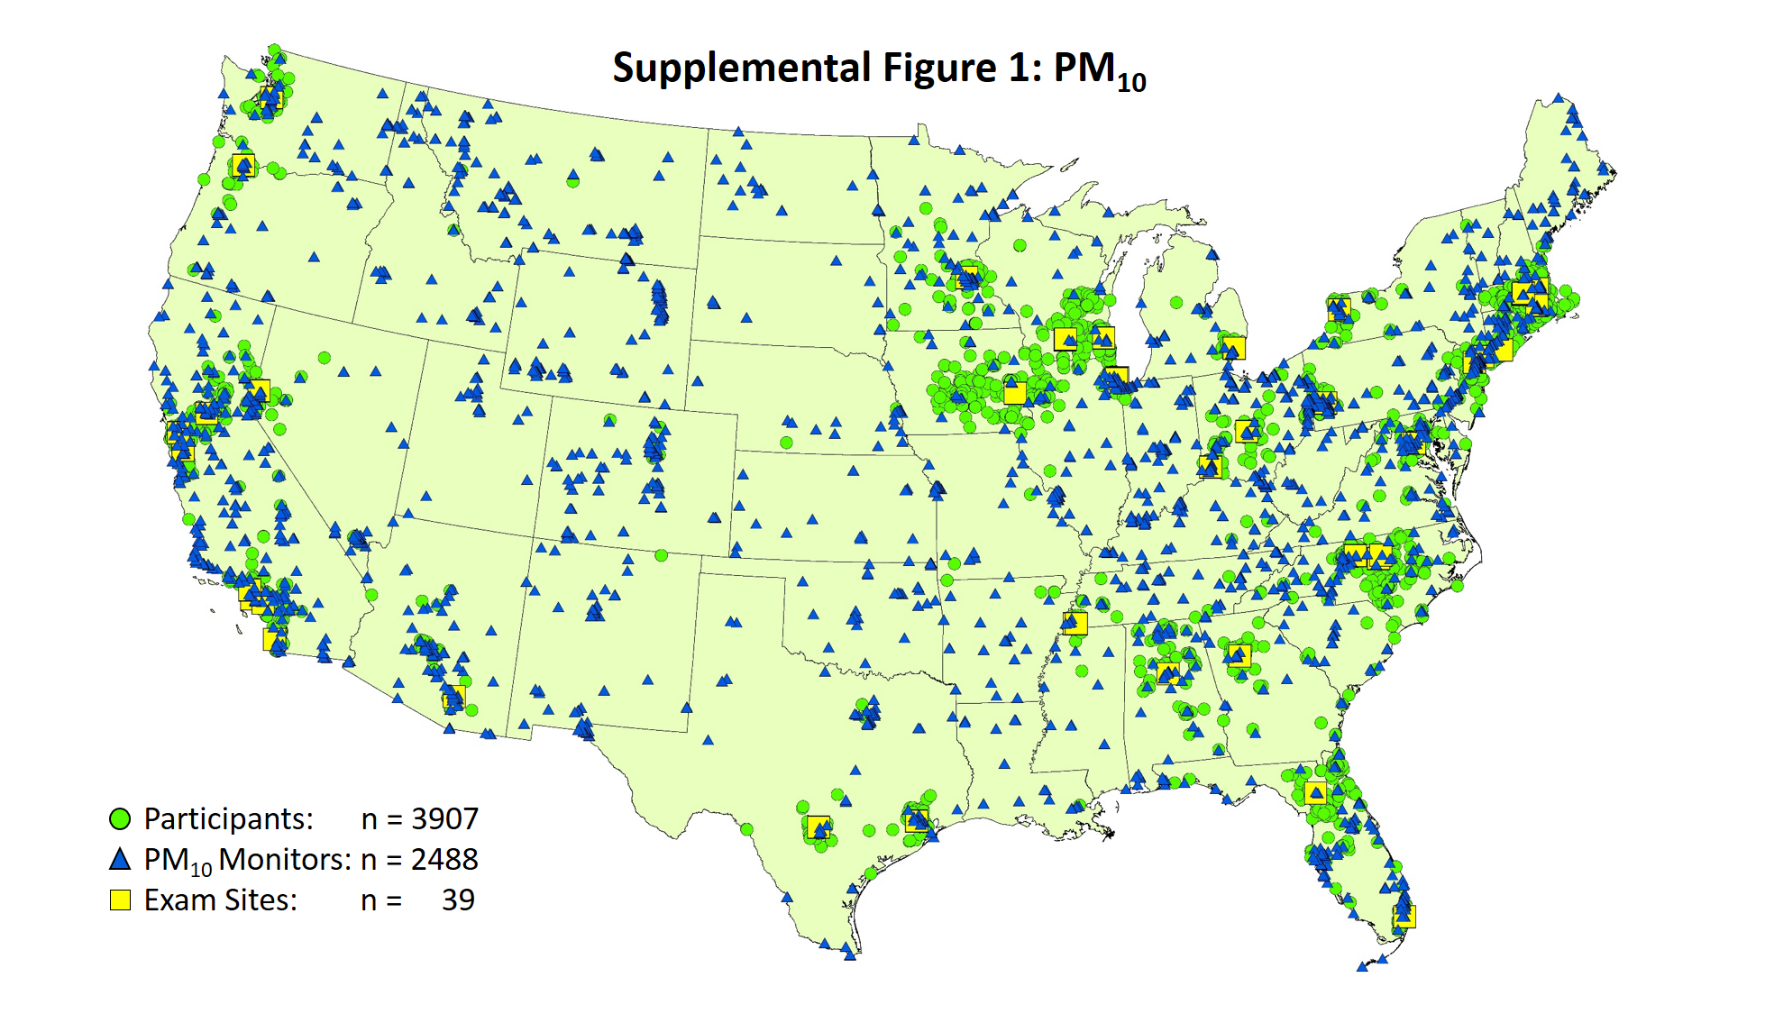 Supplemental Figure 1: PM10
Participants: n = 3907
PM10 Monitors: n = 2488
Exam Sites: n = 39